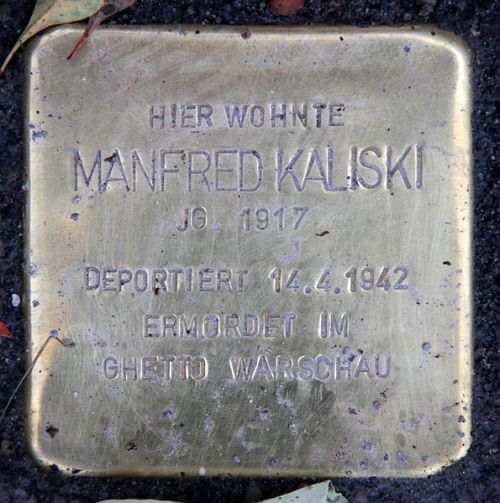 HIER WOHNTE
MANFRED KALISKI
JG. 1917
DEPORTIERT 14.4.1942
ERMORDET IM
GHETTO WARSCHAU